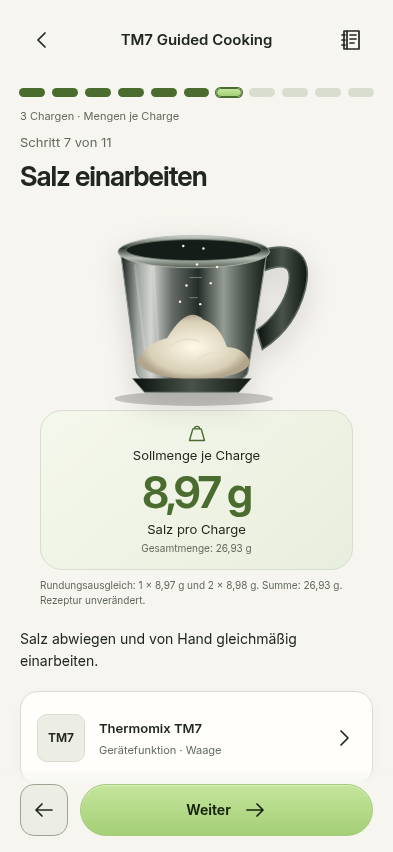 TM7 Guided Cooking
3 Chargen · Mengen je Charge
Schritt 7 von 11
Salz einarbeiten
Sollmenge je Charge
8,97 g
Salz pro Charge
Gesamtmenge: 26,93 g
Rundungsausgleich: 1 × 8,97 g und 2 × 8,98 g. Summe: 26,93 g.
Rezeptur unverändert.
Salz abwiegen und von Hand gleichmäßig
einarbeiten.
TM7
Thermomix TM7
Gerätefunktion · Waage
Weiter